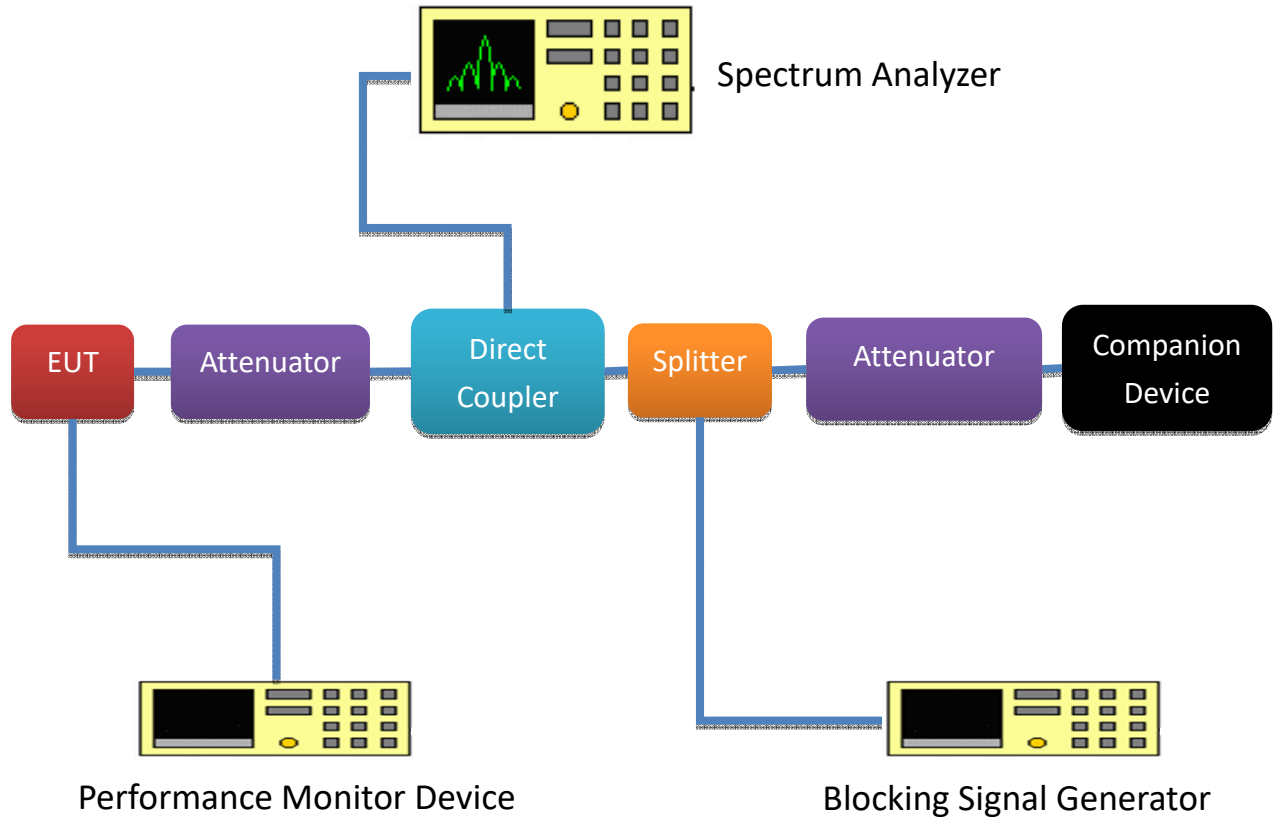 Spectrum Analyzer
EUT
Attenuator
Direct
Coupler
Splitter
Attenuator
Companion
Device
Performance Monitor Device
Blocking Signal Generator